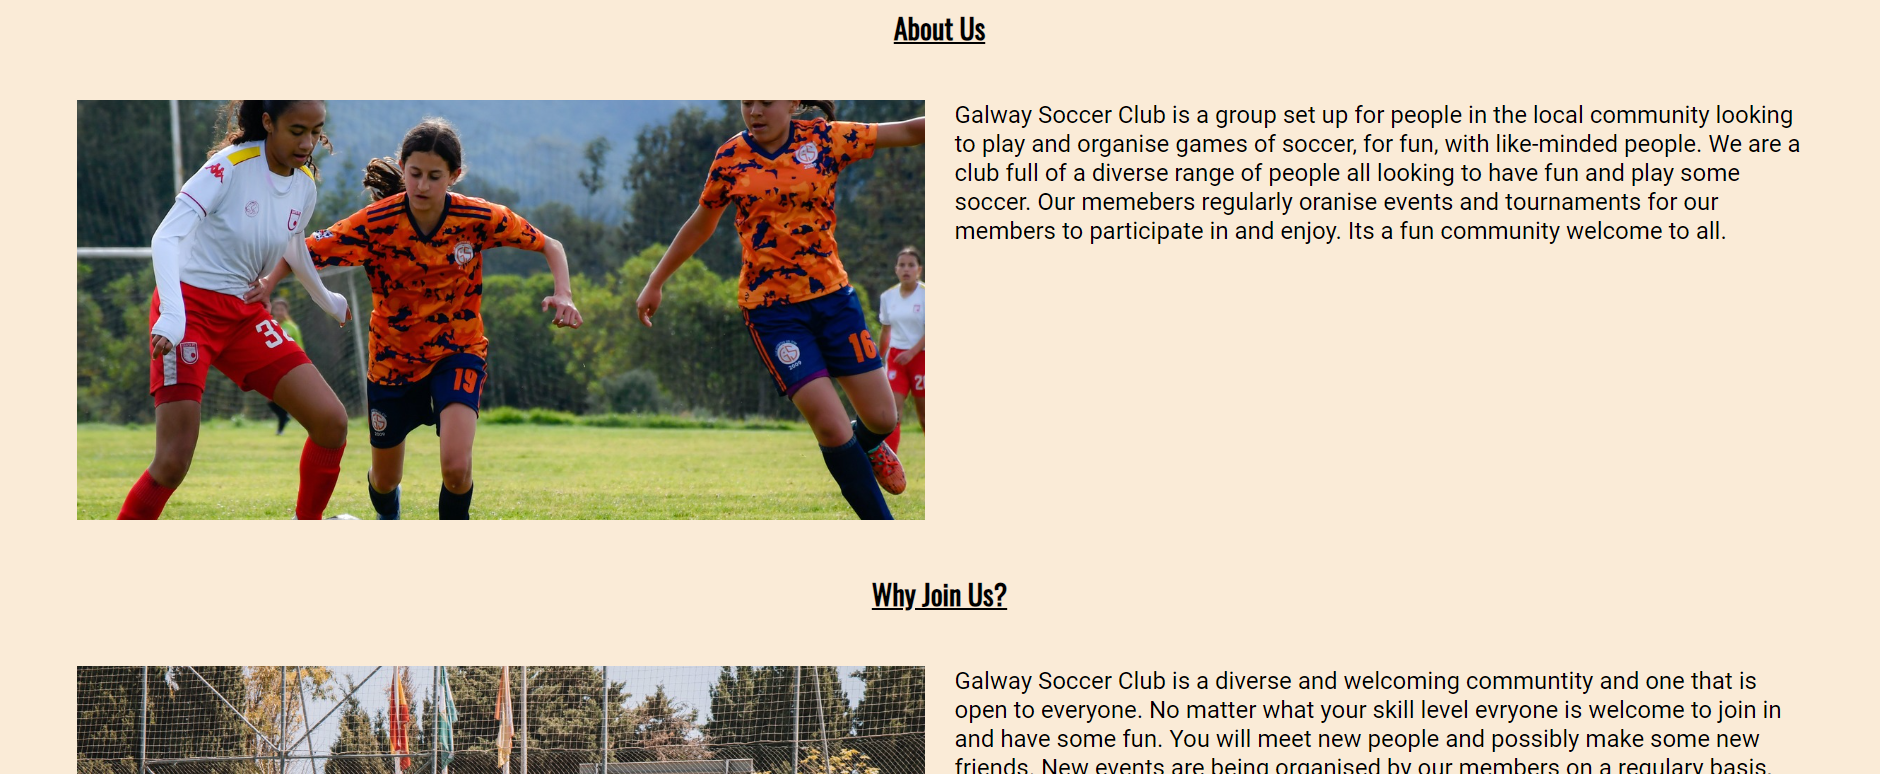 About Us
Galway Soccer Club is a group set up for people in the local community looking
to play and organise games of soccer, for fun, with like-minded people. We are a
club full of a diverse range of people all looking to have fun and play some
soccer. Our memebers regularly oranise events and tournaments for our
members to participate in and enjoy. Its a fun community welcome to all.
19
16
2009
2009
Why Join Us?
Galway Soccer Club is a diverse and welcoming communtity and one that is
open to everyone. No matter what your skill level evryone is welcome to join in
and have some fun. You will meet new people and possibly make some new
friends. New events are being organised by our members on a regulary basis.